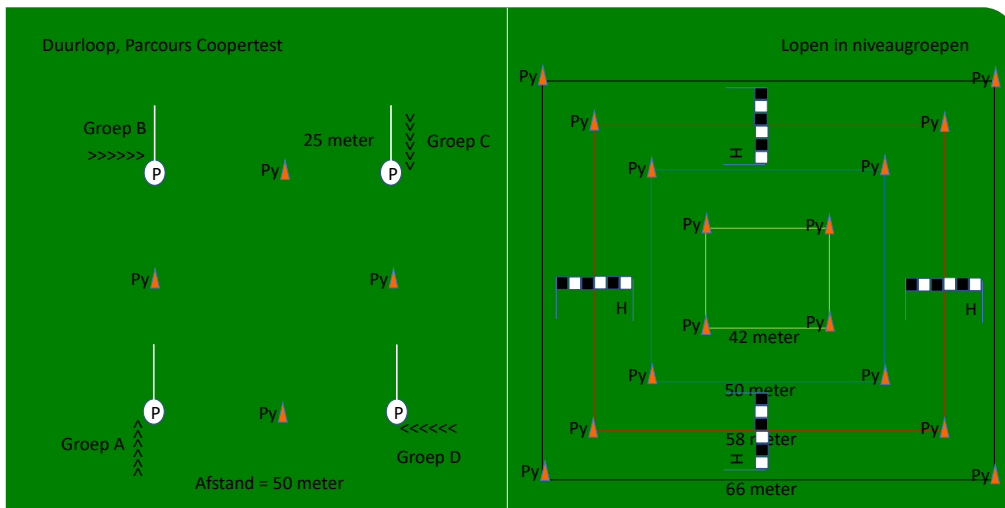 Duurloop, Parcours Coopertest
Groep B
>>>>>>
P
25 meter
Py
P
>>>>>>
Groep C
Py
Py
Groep A
>>>>>>
P
Py
P
<<<<<<
Groep D
Afstand = 50 meter
Lopen in niveaugroepen
Py
Py
Py
Py
H
Py
Py
Py
Py
H
H
Py
Py
42 meter
Py
Py
50 meter
Py
Py
58 meter
H
Py
Py
66 meter